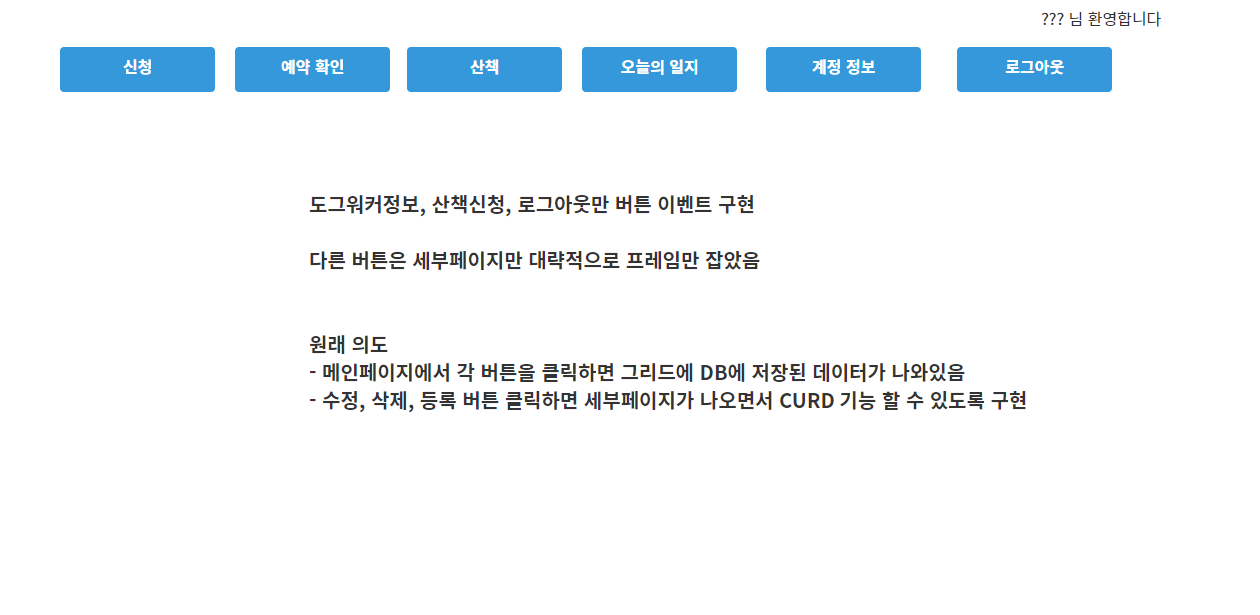 ??? 님 환영합니다
신청 예약 확인 산책 오늘의 일지 계정 정보 로그아웃
도그워커정보, 산책신청, 로그아웃만 버튼 이벤트 구현
다른 버튼은 세부페이지만 대략적으로 프레임만 잡았음
원래 의도
- 메인페이지에서 각 버튼을 클릭하면 그리드에 DB에 저장된 데이터가 나와있음
- 수정, 삭제, 등록 버튼 클릭하면 세부페이지가 나오면서 CURD 기능 할 수 있도록 구현